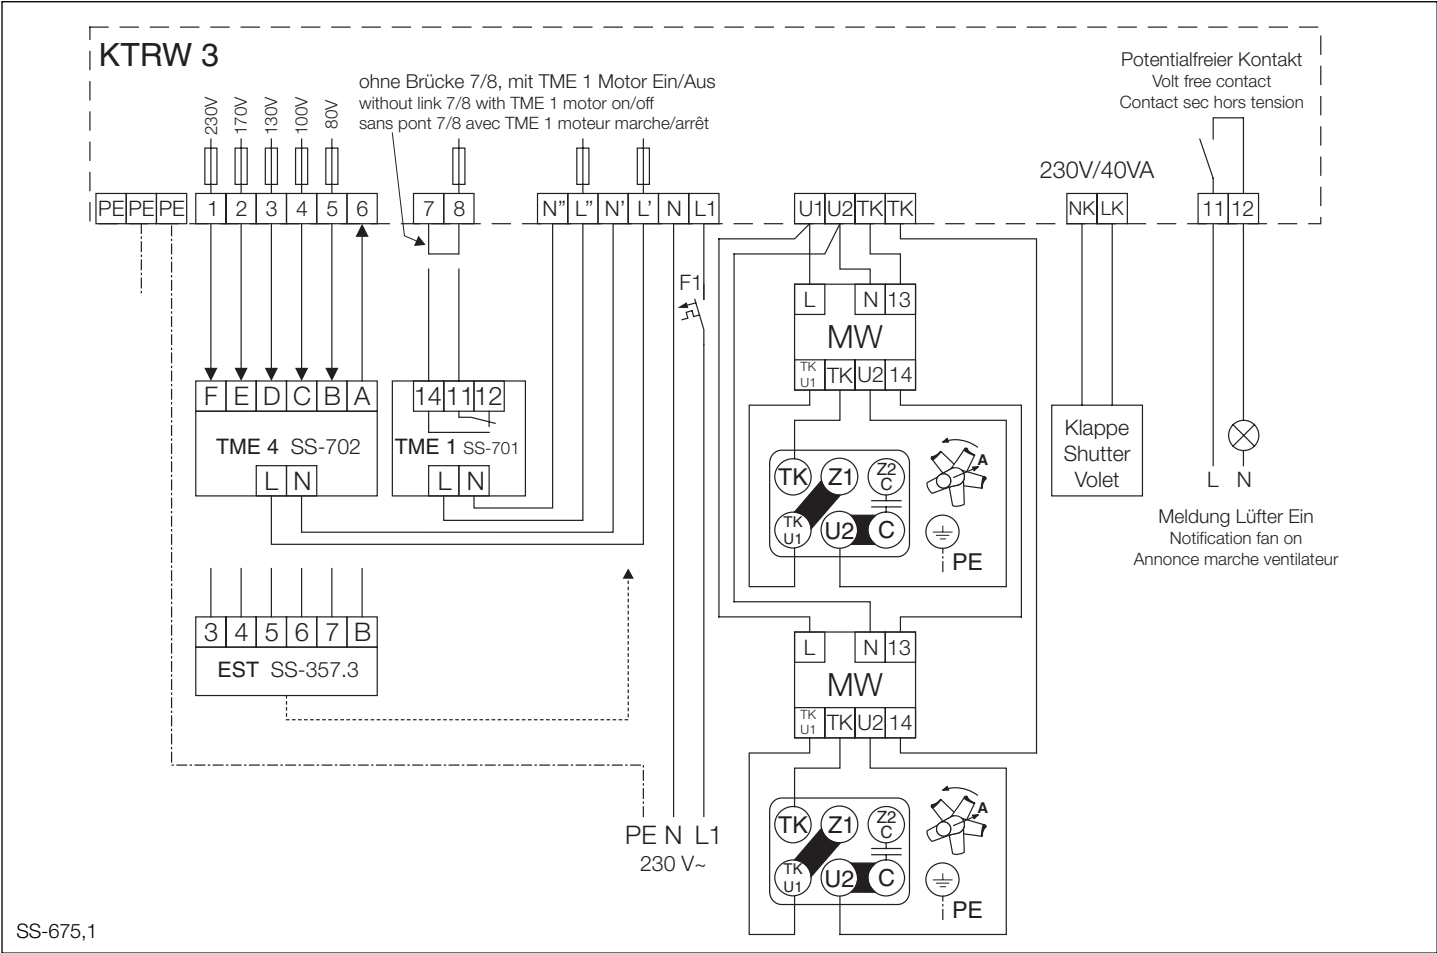 KTRW 3
ohne Brücke 7/8, mit TME 1 Motor Ein/Aus
without link 7/8 with TME 1 motor on/off
sans pont 7/8 avec TME 1 moteur marche/arrêt
Potentialfreier Kontakt
Volt free contact
Contact sec hors tension
230V 170V 130V 100V 80V
230V/40VA
PE PE PE 1 2 3 4 5 6 7 8 N" L" N' L' N L1 U1 U2 TK TK NK LK 11 12
F1
L N 13
MW
TK U1 TK U2 14
F E D C B A
TME 4 SS-702
L N
14 11 12
TME 1 SS-701
L N
Klappe
Shutter
Volet
L N
Meldung Lüfter Ein
Notification fan on
Annonce marche ventilateur
TK Z1 Z2 C
TK U1 U2 C
A
PE
3 4 5 6 7 B
EST SS-357.3
L N 13
MW
TK U1 TK U2 14
TK Z1 Z2 C
TK U1 U2 C
A
PE
PE N L1
230 V~
SS-675,1